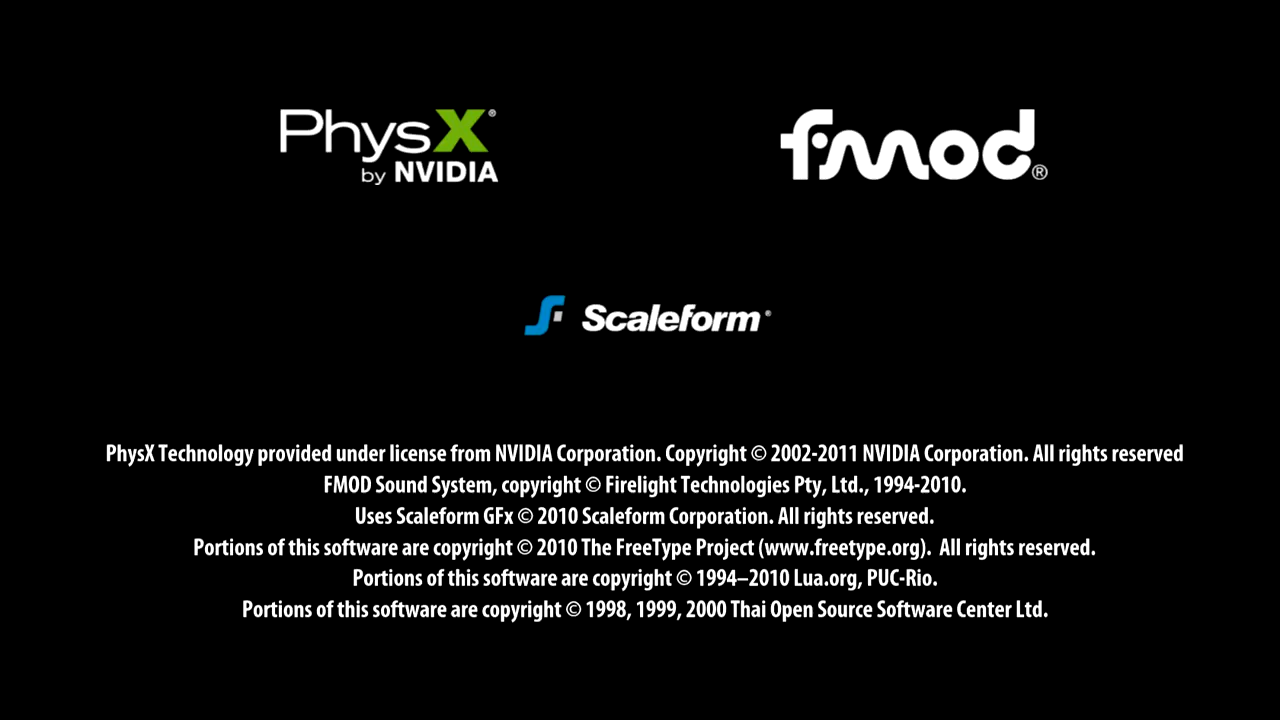 PhysX®
by NVIDIA
fmod®
Scaleform®
PhysX Technology provided under license from NVIDIA Corporation. Copyright © 2002-2011 NVIDIA Corporation. All rights reserved
FMOD Sound System, copyright © Firelight Technologies Pty, Ltd., 1994-2010.
Uses Scaleform GFx © 2010 Scaleform Corporation. All rights reserved.
Portions of this software are copyright © 2010 The FreeType Project (www.freetype.org).  All rights reserved.
Portions of this software are copyright © 1994–2010 Lua.org, PUC-Rio.
Portions of this software are copyright © 1998, 1999, 2000 Thai Open Source Software Center Ltd.